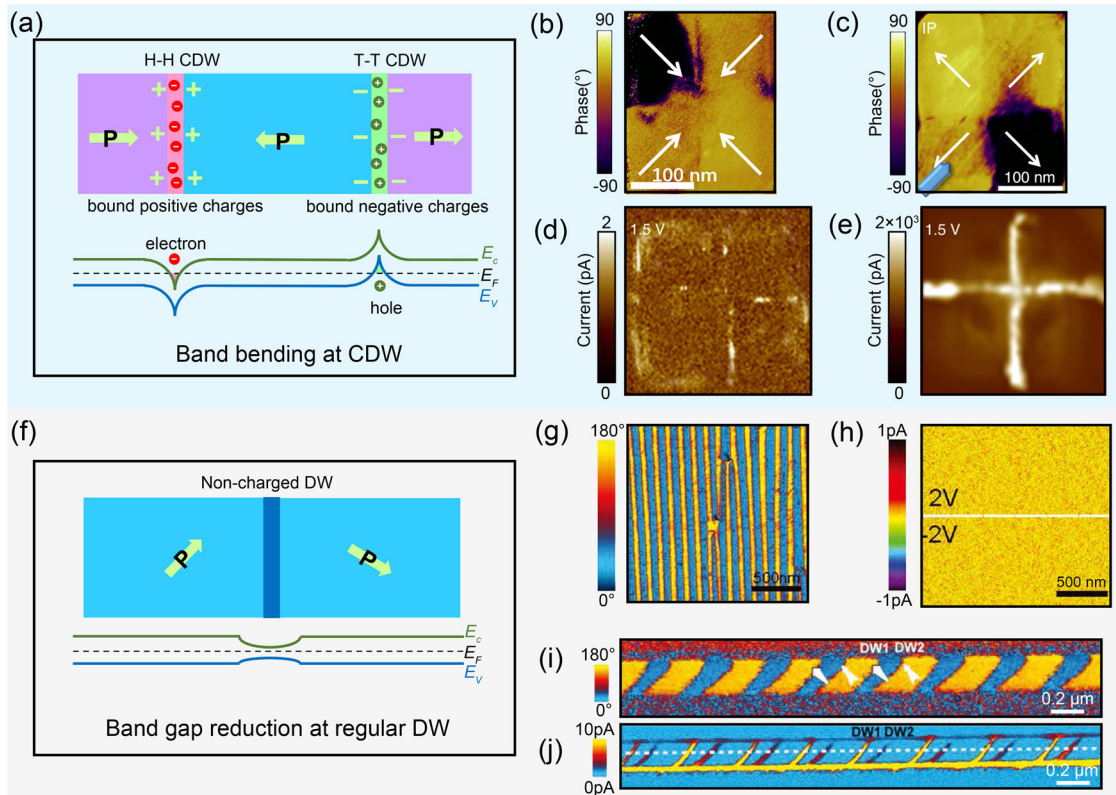 (a)
H-H CDW
T-T CDW
+ − + + − +
+ − +
P
P
P
bound positive charges
bound negative charges
electron
−
E_c
E_F
E_V
+
hole
Band bending at CDW
(b)
90
Phase(°)
-90
100 nm
(c)
90
Phase(°)
-90
IP
100 nm
(d)
2
Current (pA)
0
1.5 V
(e)
2×10³
Current (pA)
0
1.5 V
(f)
Non-charged DW
P
P
E_c
E_F
E_V
Band gap reduction at regular DW
(g)
180°
0°
500nm
(h)
1pA
-1pA
2V
-2V
500 nm
(i)
180°
0°
DW1 DW2
0.2 µm
(j)
10pA
0pA
DW1 DW2
0.2 µm